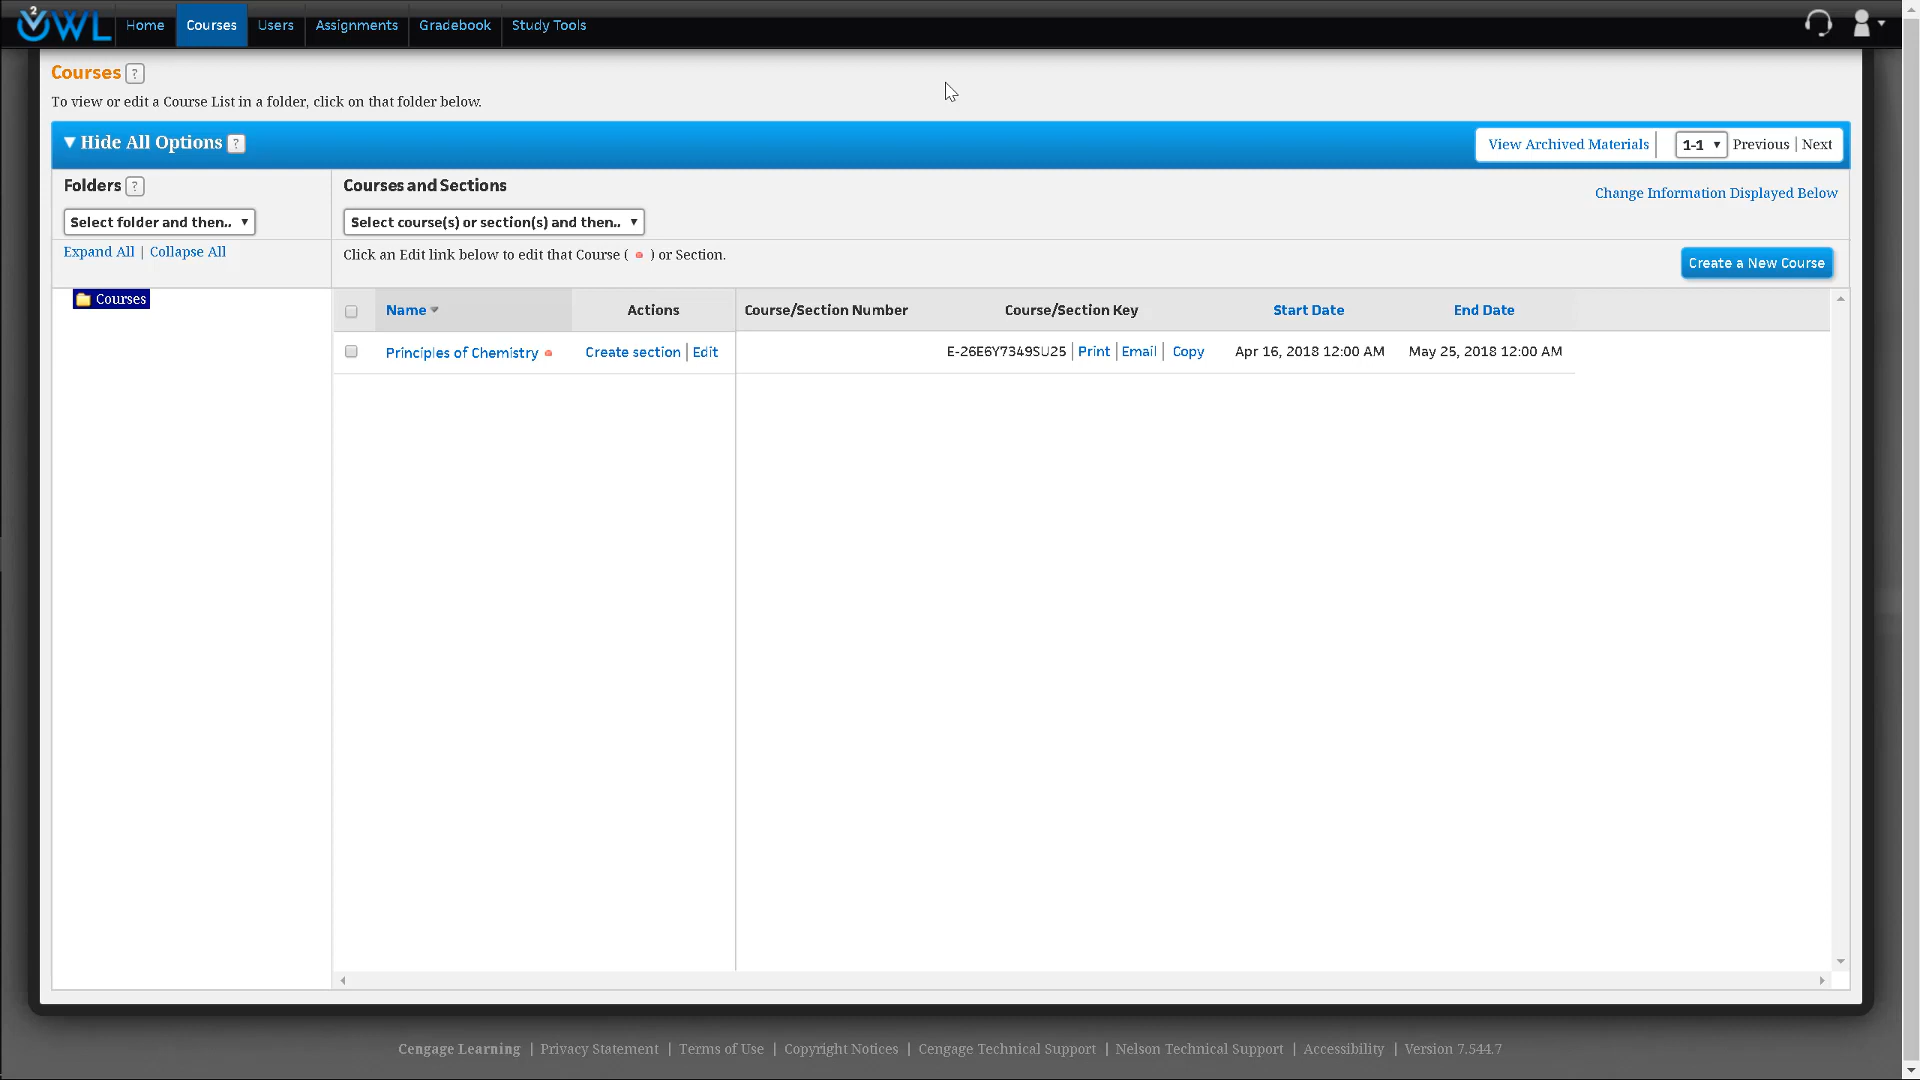 2
OWL Home Courses Users Assignments Gradebook Study Tools
Courses ?
To view or edit a Course List in a folder, click on that folder below.
▼ Hide All Options ? View Archived Materials | 1-1 ▼ Previous | Next
Folders ? Courses and Sections Change Information Displayed Below
Select folder and then.. ▼ Select course(s) or section(s) and then.. ▼
Expand All | Collapse All Click an Edit link below to edit that Course ( ) or Section. Create a New Course
Courses
Name Actions Course/Section Number Course/Section Key Start Date End Date
Principles of Chemistry Create section | Edit E-26E6Y7349SU25 | Print | Email | Copy Apr 16, 2018 12:00 AM May 25, 2018 12:00 AM
Cengage Learning | Privacy Statement | Terms of Use | Copyright Notices | Cengage Technical Support | Nelson Technical Support | Accessibility | Version 7.544.7